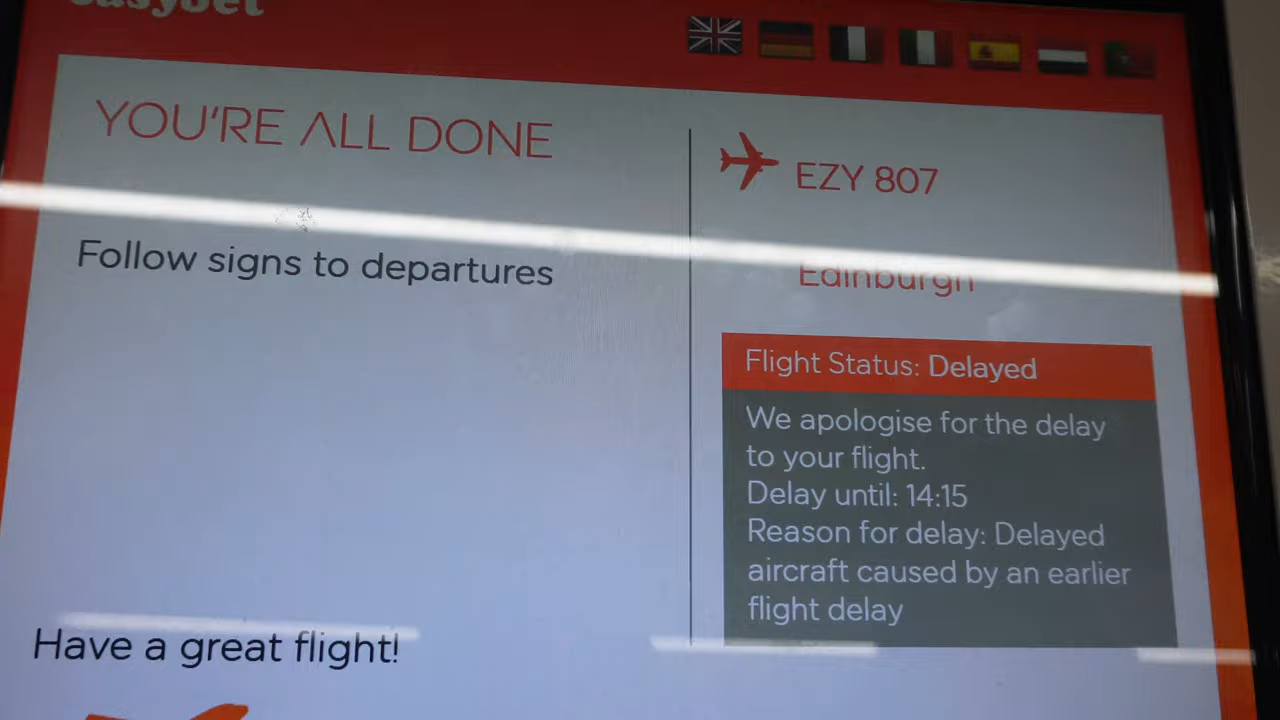 easyJet
YOU'RE ALL DONE
Follow signs to departures
Have a great flight!
EZY 807
Edinburgh
Flight Status: Delayed
We apologise for the delay
to your flight.
Delay until: 14:15
Reason for delay: Delayed
aircraft caused by an earlier
flight delay